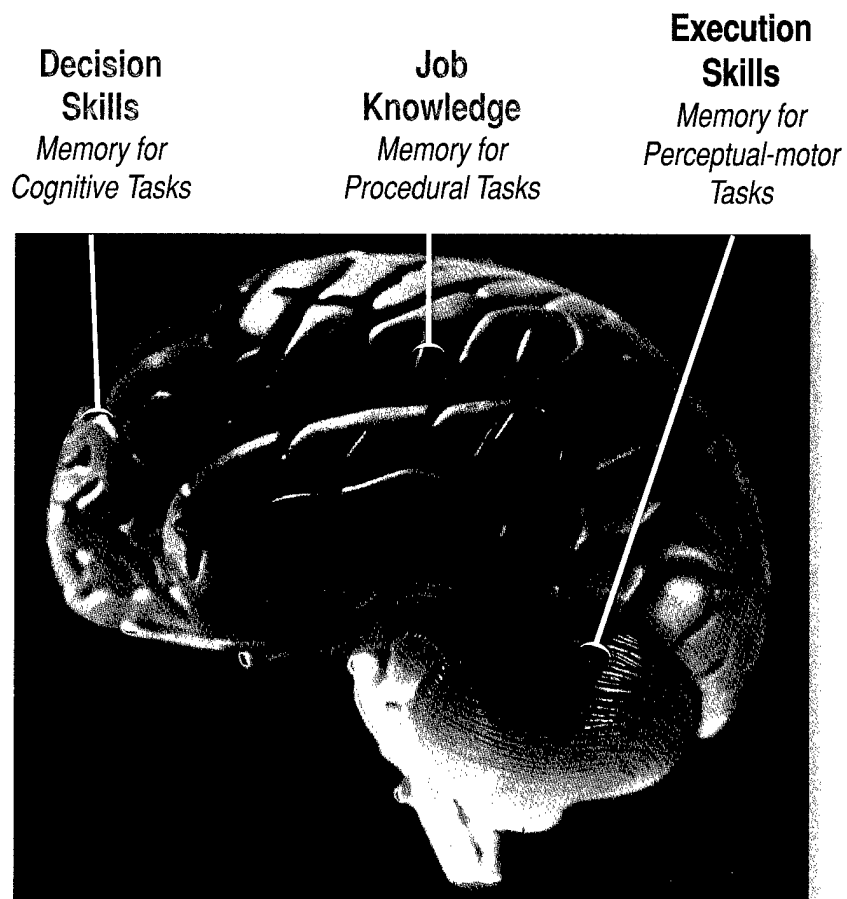 Decision
Skills
Memory for
Cognitive Tasks
Job
Knowledge
Memory for
Procedural Tasks
Execution
Skills
Memory for
Perceptual-motor
Tasks